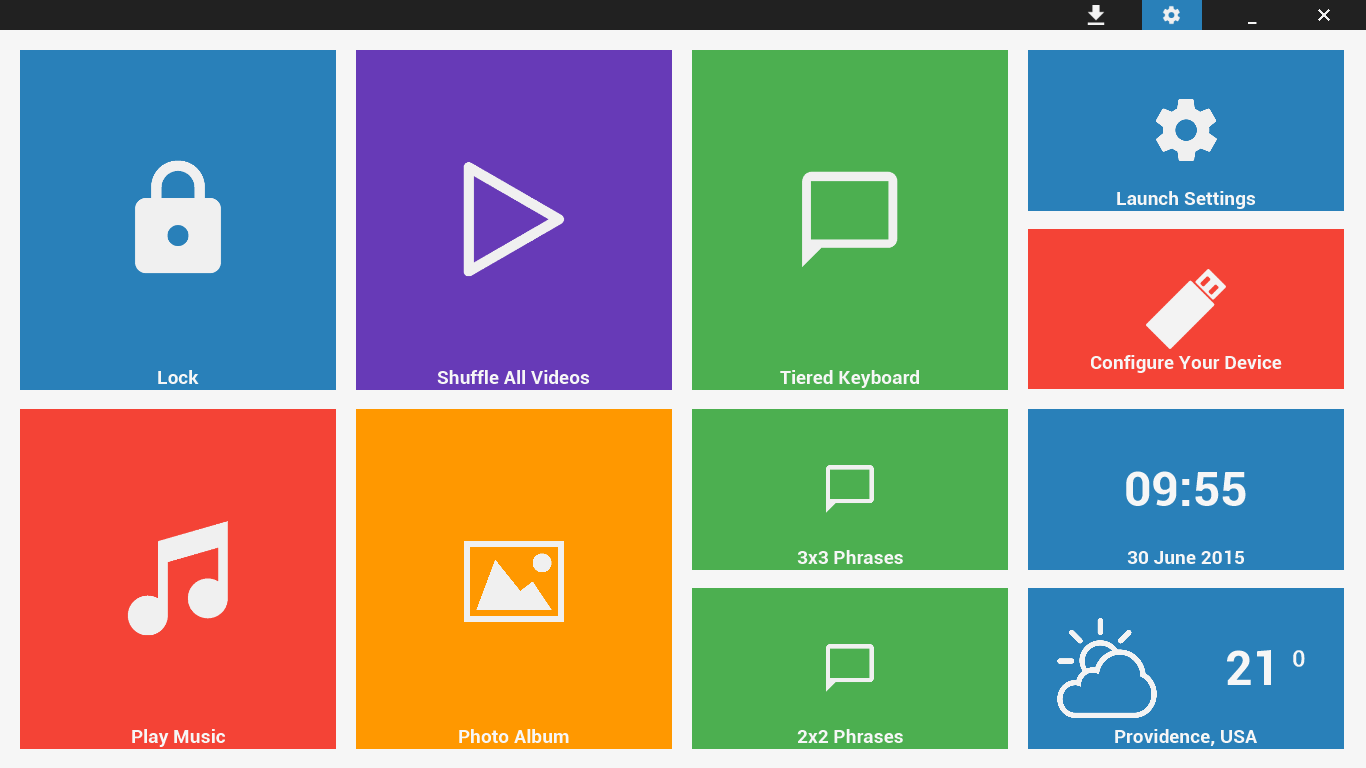 Lock
Shuffle All Videos
Tiered Keyboard
Launch Settings
Configure Your Device
Play Music
Photo Album
3x3 Phrases
2x2 Phrases
09:55
30 June 2015
21 0
Providence, USA